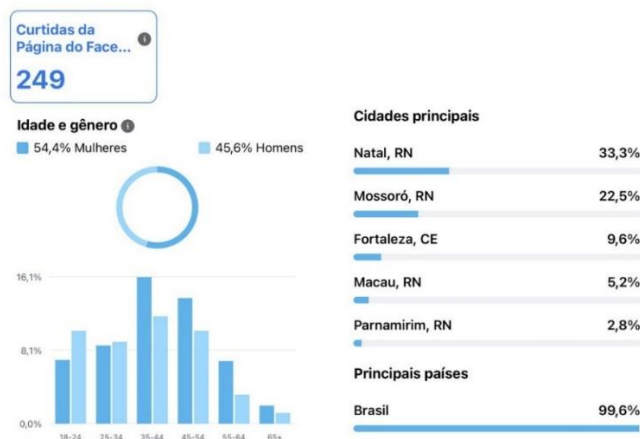 Curtidas da
Página do Face...
249
Idade e gênero
54,4% Mulheres
45,6% Homens
16,1%
8,1%
0,0%
18-24 25-34 35-44 45-54 55-64 65+
Cidades principais
Natal, RN 33,3%
Mossoró, RN 22,5%
Fortaleza, CE 9,6%
Macau, RN 5,2%
Parnamirim, RN 2,8%
Principais países
Brasil 99,6%